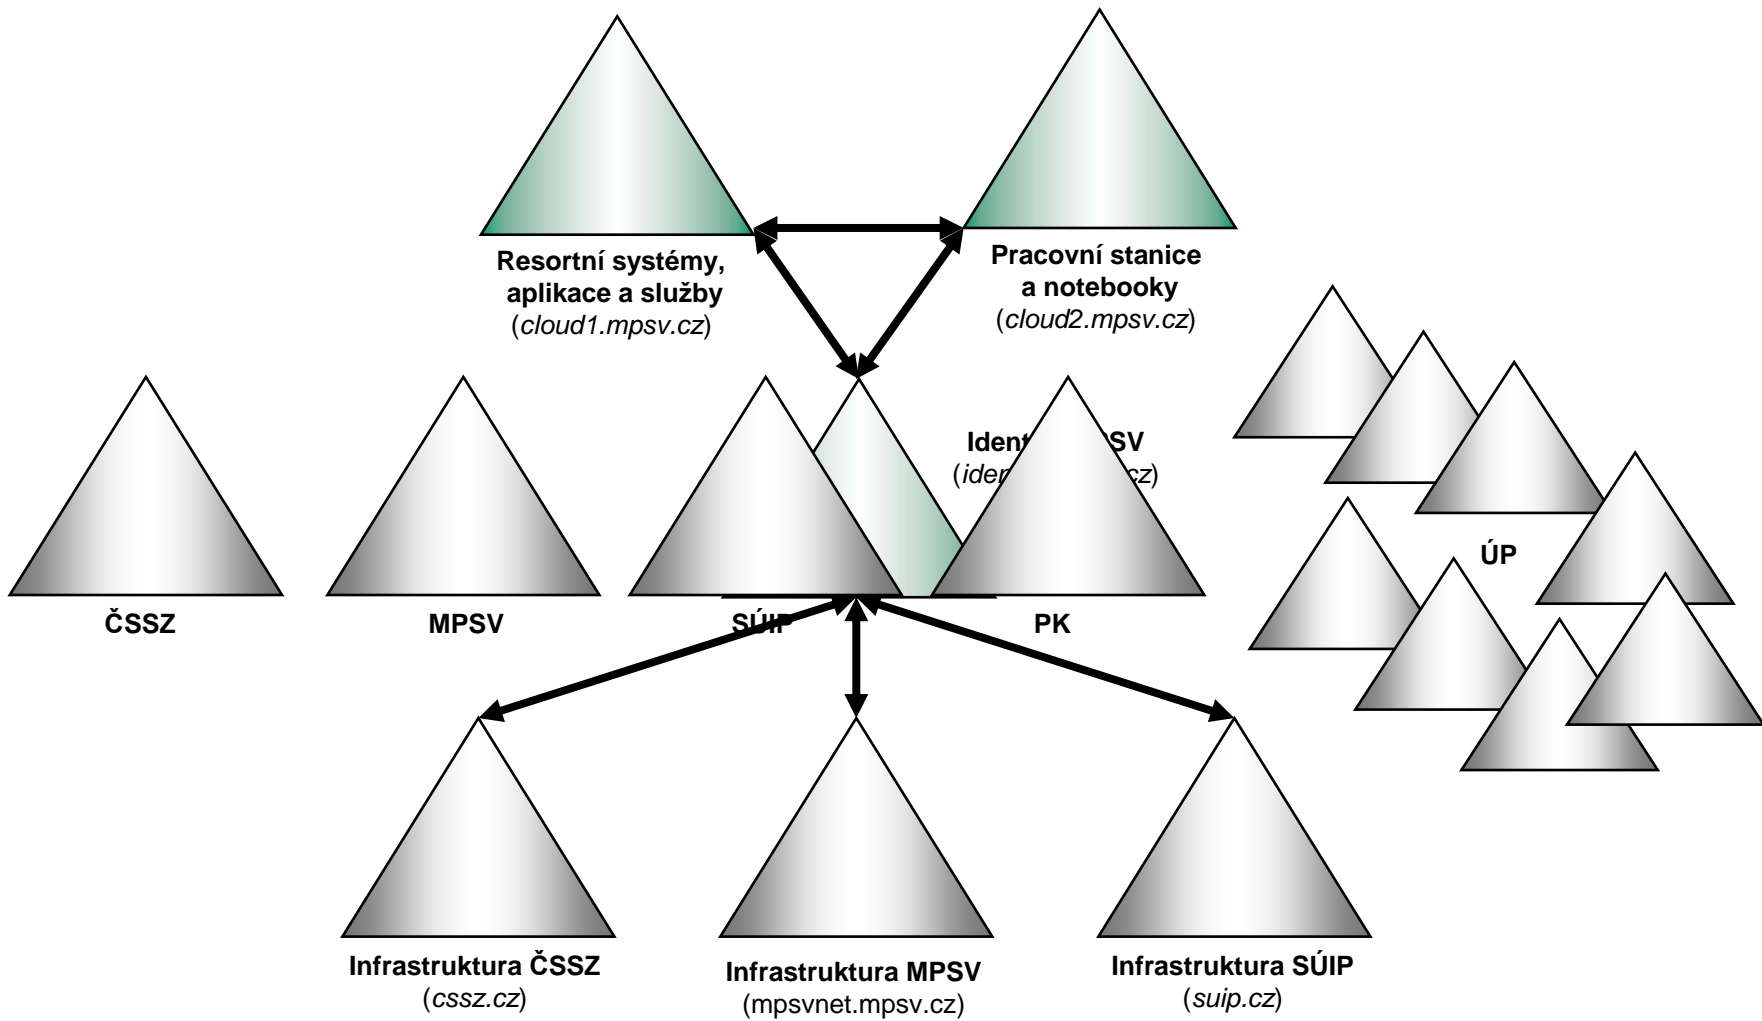 Resortní systémy,
aplikace a služby
(cloud1.mpsv.cz)
Pracovní stanice
a notebooky
(cloud2.mpsv.cz)
ÚP
ČSSZ
MPSV
SÚIP
PK
Infrastruktura ČSSZ
(cssz.cz)
Infrastruktura MPSV
(mpsvnet.mpsv.cz)
Infrastruktura SÚIP
(suip.cz)